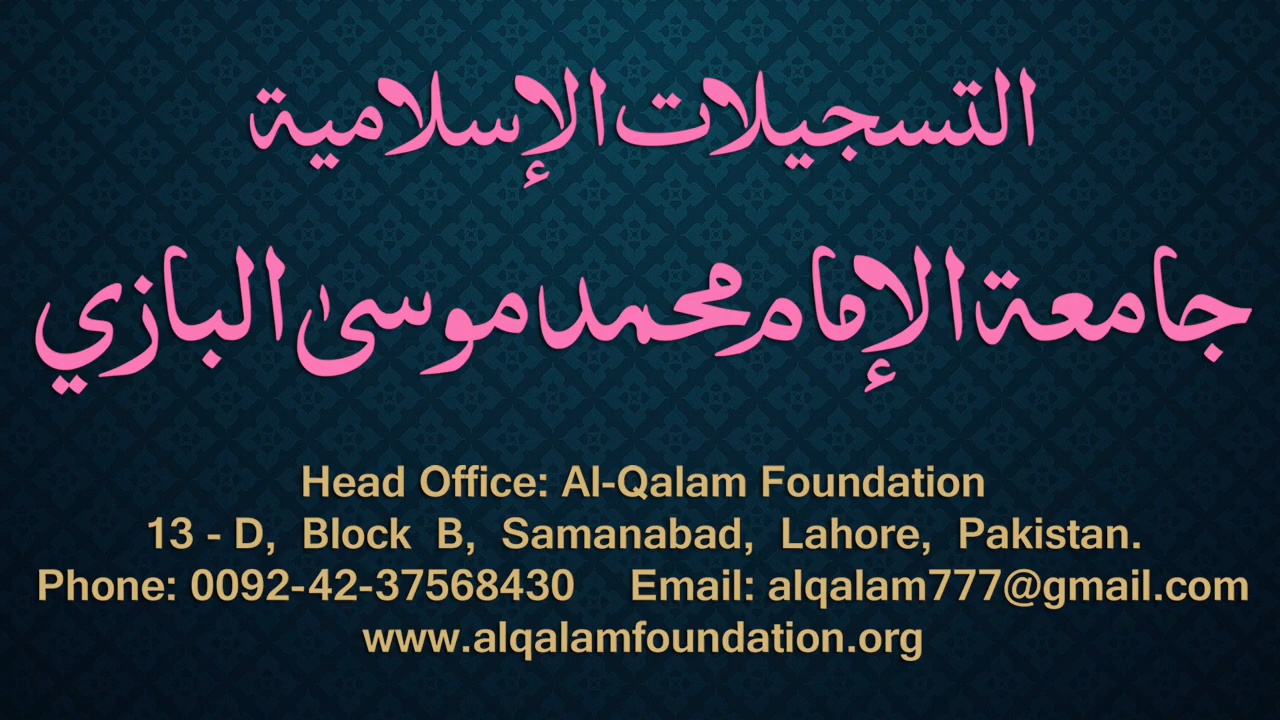 التسجيلات الإسلامية
جامعة الإمام محمد موسىٰ البازي
Head Office: Al-Qalam Foundation
13 - D, Block B, Samanabad, Lahore, Pakistan.
Phone: 0092-42-37568430 Email: alqalam777@gmail.com
www.alqalamfoundation.org